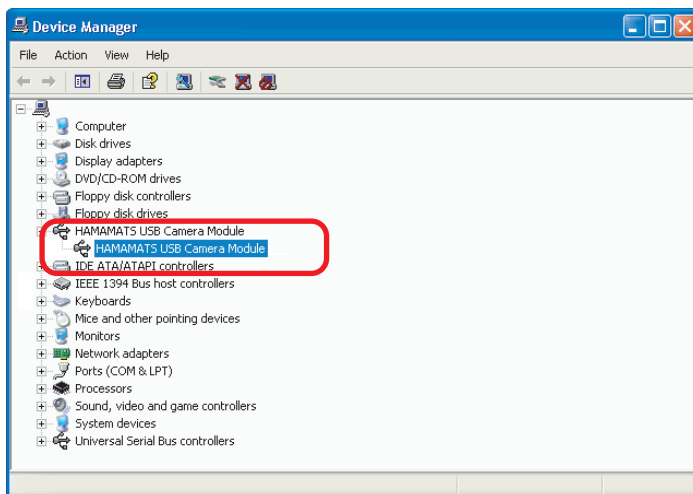 Device Manager
File Action View Help
Computer
Disk drives
Display adapters
DVD/CD-ROM drives
Floppy disk controllers
Floppy disk drives
HAMAMATS USB Camera Module
HAMAMATS USB Camera Module
IDE ATA/ATAPI controllers
IEEE 1394 Bus host controllers
Keyboards
Mice and other pointing devices
Monitors
Network adapters
Ports (COM & LPT)
Processors
Sound, video and game controllers
System devices
Universal Serial Bus controllers